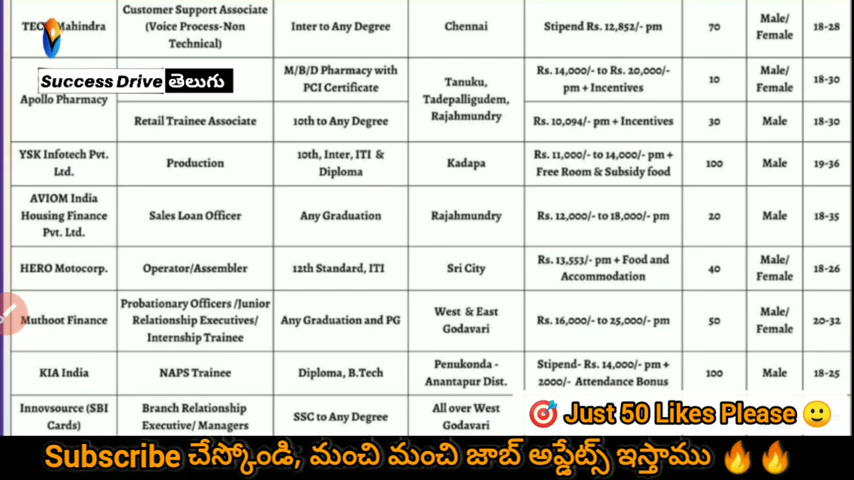 TECH Mahindra Customer Support Associate (Voice Process-Non Technical) Inter to Any Degree Chennai Stipend Rs. 12,852/- pm 70 Male/ Female 18-28
Success Drive తెలుగు
Apollo Pharmacy M/B/D Pharmacy with PCI Certificate Tanuku, Tadepalligudem, Rajahmundry Rs. 14,000/- to Rs. 20,000/- pm + Incentives 10 Male/ Female 18-30
Retail Trainee Associate 10th to Any Degree Rs. 10,094/- pm + Incentives 30 Male 18-30
YSK Infotech Pvt. Ltd. Production 10th, Inter, ITI & Diploma Kadapa Rs. 11,000/- to 14,000/- pm + Free Room & Subsidy food 100 Male 19-36
AVIOM India Housing Finance Pvt. Ltd. Sales Loan Officer Any Graduation Rajahmundry Rs. 12,000/- to 18,000/- pm 20 Male 18-35
HERO Motocorp. Operator/Assembler 12th Standard, ITI Sri City Rs. 13,553/- pm + Food and Accommodation 40 Male/ Female 18-26
Muthoot Finance Probationary Officers /Junior Relationship Executives/ Internship Trainee Any Graduation and PG West & East Godavari Rs. 16,000/- to 25,000/- pm 50 Male/ Female 20-32
KIA India NAPS Trainee Diploma, B.Tech Penukonda - Anantapur Dist. Stipend- Rs. 14,000/- pm + 2000/- Attendance Bonus 100 Male 18-25
Innovsource (SBI Cards) Branch Relationship Executive/ Managers SSC to Any Degree All over West Godavari
🎯 Just 50 Likes Please 🙂
Subscribe చేస్కోండి, మంచి మంచి జాబ్ అప్డేట్స్ ఇస్తాము 🔥🔥